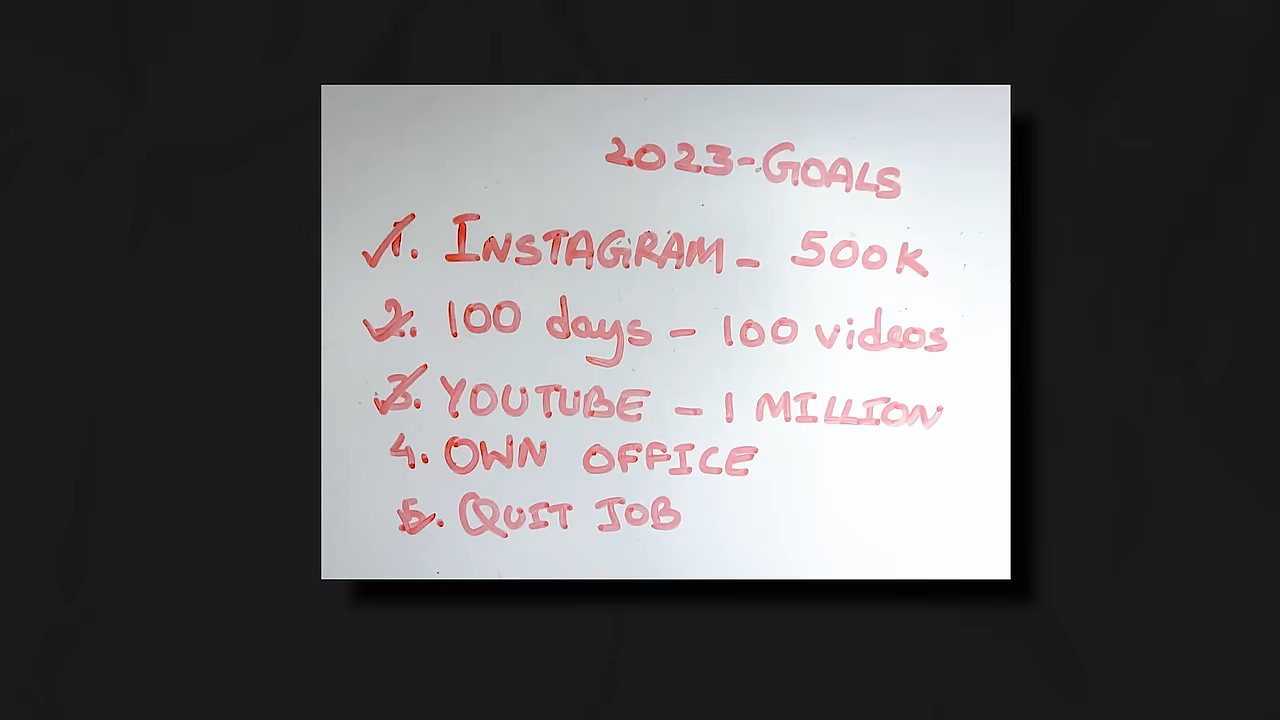 2023-GOALS
1. INSTAGRAM - 500K
2. 100 days - 100 videos
3. YOUTUBE - 1 MILLION
4. OWN OFFICE
5. QUIT JOB